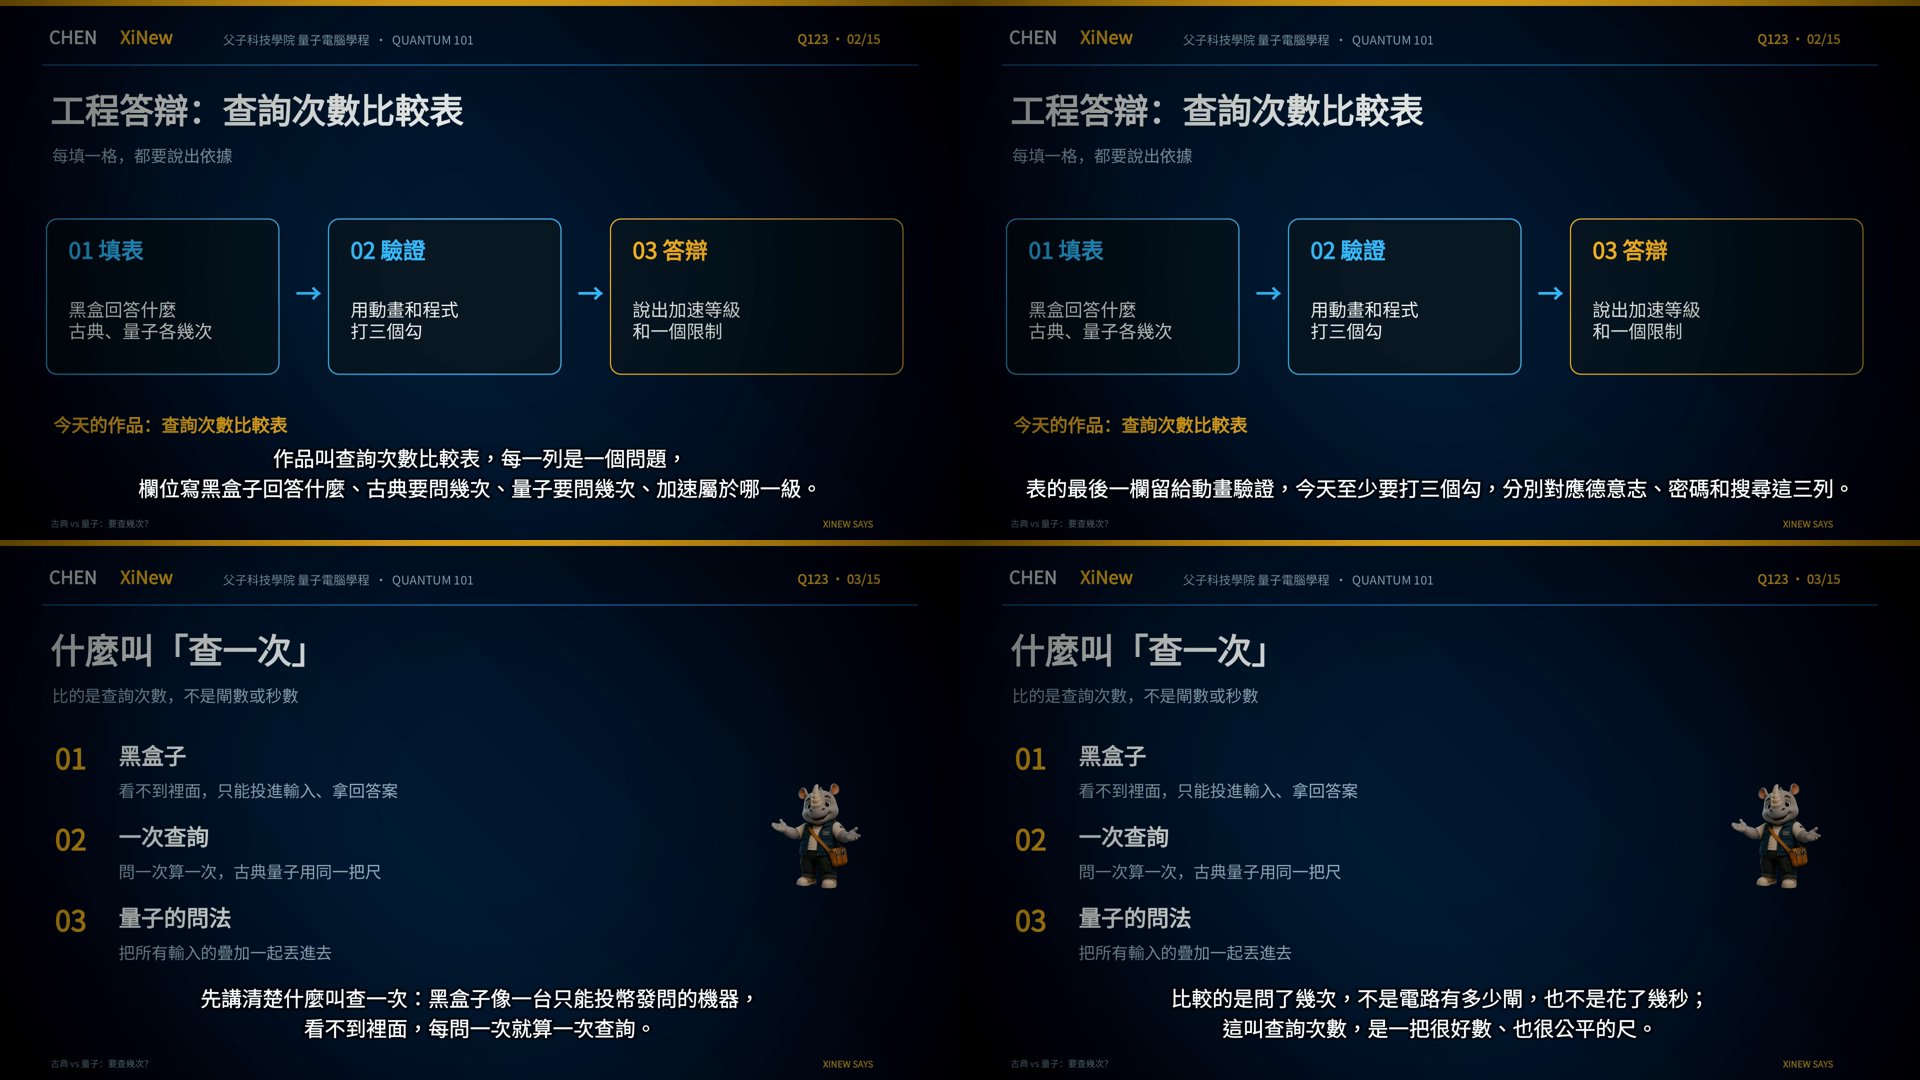 CHEN XiNew 父子科技學院 量子電腦學程 · QUANTUM 101 Q123 · 02/15
工程答辯：查詢次數比較表
每填一格，都要說出依據
01 填表
黑盒回答什麼
古典、量子各幾次
→
02 驗證
用動畫和程式
打三個勾
→
03 答辯
說出加速等級
和一個限制
今天的作品：查詢次數比較表
作品叫查詢次數比較表，每一列是一個問題，
欄位寫黑盒子回答什麼、古典要問幾次、量子要問幾次、加速屬於哪一級。
古典 vs 量子：要查幾次？ XINEW SAYS
CHEN XiNew 父子科技學院 量子電腦學程 · QUANTUM 101 Q123 · 02/15
工程答辯：查詢次數比較表
每填一格，都要說出依據
01 填表
黑盒回答什麼
古典、量子各幾次
→
02 驗證
用動畫和程式
打三個勾
→
03 答辯
說出加速等級
和一個限制
今天的作品：查詢次數比較表
表的最後一欄留給動畫驗證，今天至少要打三個勾，分別對應德意志、密碼和搜尋這三列。
古典 vs 量子：要查幾次？ XINEW SAYS
CHEN XiNew 父子科技學院 量子電腦學程 · QUANTUM 101 Q123 · 03/15
什麼叫「查一次」
比的是查詢次數，不是閘數或秒數
01 黑盒子
看不到裡面，只能投進輸入、拿回答案
02 一次查詢
問一次算一次，古典量子用同一把尺
03 量子的問法
把所有輸入的疊加一起丟進去
先講清楚什麼叫查一次：黑盒子像一台只能投幣發問的機器，
看不到裡面，每問一次就算一次查詢。
古典 vs 量子：要查幾次？ XINEW SAYS
CHEN XiNew 父子科技學院 量子電腦學程 · QUANTUM 101 Q123 · 03/15
什麼叫「查一次」
比的是查詢次數，不是閘數或秒數
01 黑盒子
看不到裡面，只能投進輸入、拿回答案
02 一次查詢
問一次算一次，古典量子用同一把尺
03 量子的問法
把所有輸入的疊加一起丟進去
比較的是問了幾次，不是電路有多少閘，也不是花了幾秒；
這叫查詢次數，是一把很好數、也很公平的尺。
古典 vs 量子：要查幾次？ XINEW SAYS